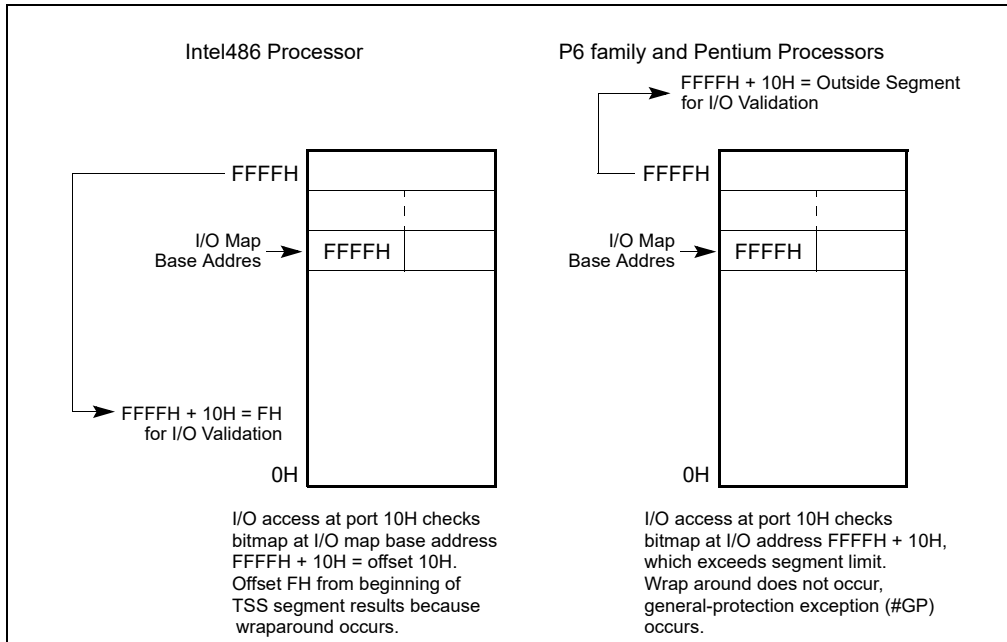 Intel486 Processor
FFFFH
I/O Map
Base Addres
FFFFH
FFFFH + 10H = FH
for I/O Validation
0H
I/O access at port 10H checks
bitmap at I/O map base address
FFFFH + 10H = offset 10H.
Offset FH from beginning of
TSS segment results because
wraparound occurs.
P6 family and Pentium Processors
FFFFH + 10H = Outside Segment
for I/O Validation
FFFFH
I/O Map
Base Addres
FFFFH
0H
I/O access at port 10H checks
bitmap at I/O address FFFFH + 10H,
which exceeds segment limit.
Wrap around does not occur,
general-protection exception (#GP)
occurs.